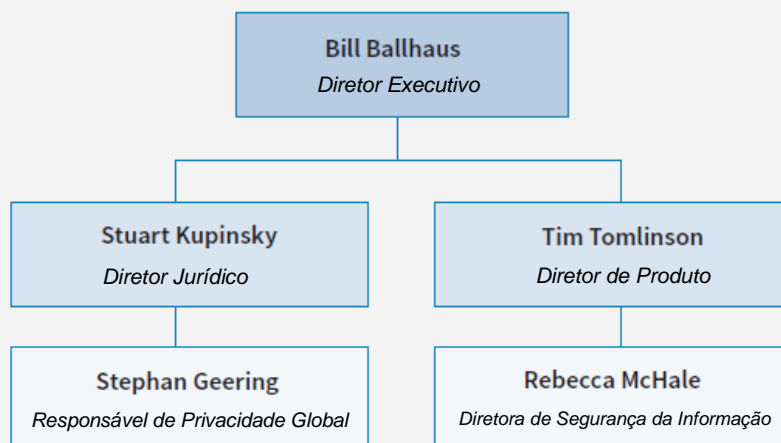 Bill Ballhaus
Diretor Executivo
Stuart Kupinsky
Diretor Jurídico
Tim Tomlinson
Diretor de Produto
Stephan Geering
Responsável de Privacidade Global
Rebecca McHale
Diretora de Segurança da Informação